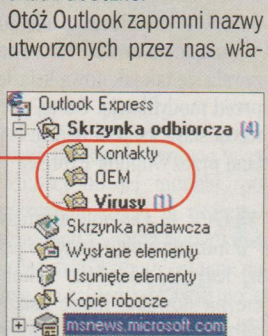 Otóż Outlook zapomni nazwy
utworzonych przez nas wła-
Outlook Express
Skrzynka odbiorcza (4)
Kontakty
OEM
Virusy (1)
Skrzynka nadawcza
Wysłane elementy
Usunięte elementy
Kopie robocze
msnews.microsoft.com